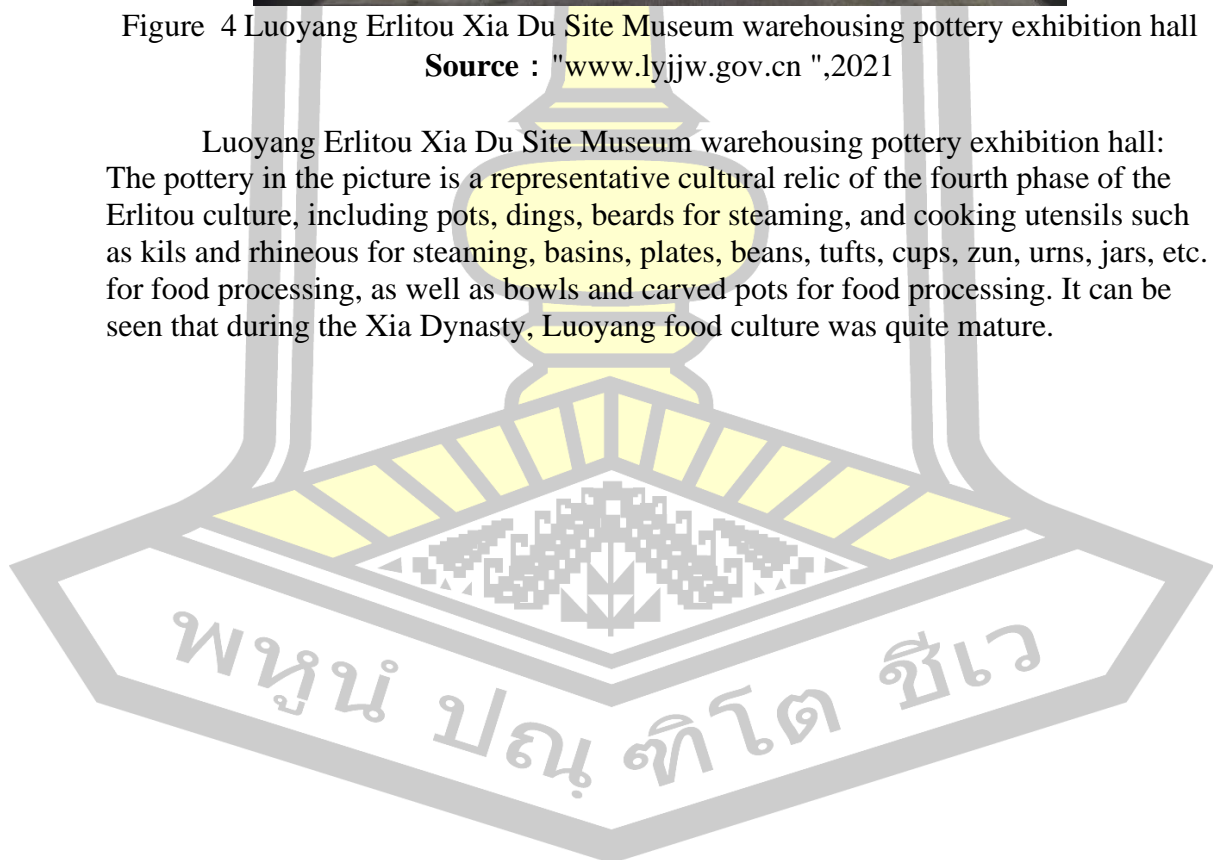 Figure  4 Luoyang Erlitou Xia Du Site Museum warehousing pottery exhibition hall
Source："www.lyjjw.gov.cn ",2021
Luoyang Erlitou Xia Du Site Museum warehousing pottery exhibition hall:
The pottery in the picture is a representative cultural relic of the fourth phase of the
Erlitou culture, including pots, dings, beards for steaming, and cooking utensils such
as kils and rhineous for steaming, basins, plates, beans, tufts, cups, zun, urns, jars, etc.
for food processing, as well as bowls and carved pots for food processing. It can be
seen that during the Xia Dynasty, Luoyang food culture was quite mature.
พหูนํ ปณฺฑิโต ชีเว